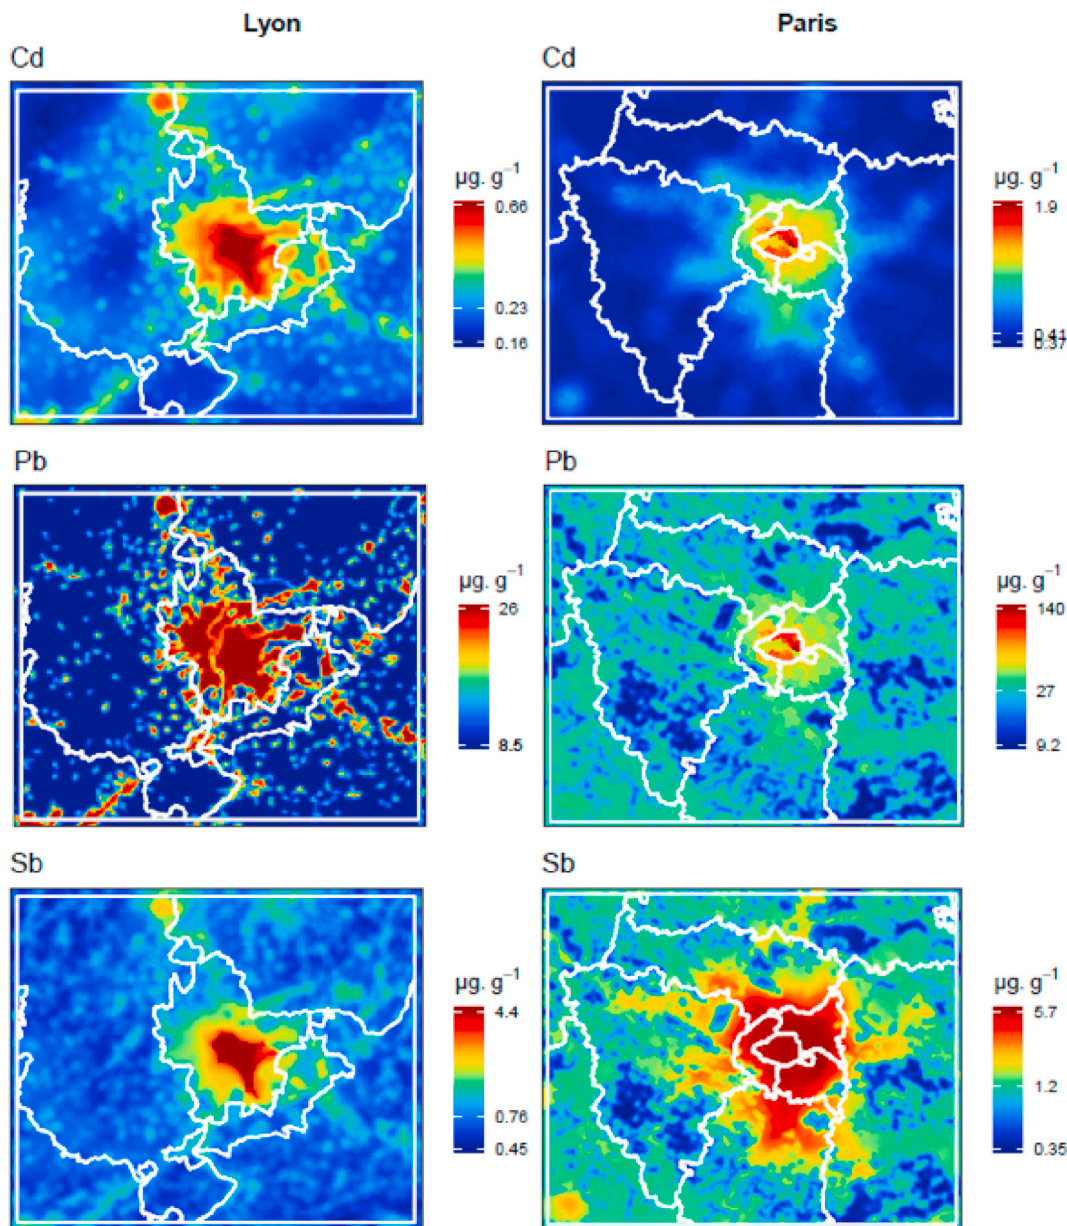 Lyon
Paris
Cd
Cd
µg. g⁻¹
0.66
0.23
0.16
µg. g⁻¹
1.9
0.41
0.37
Pb
Pb
µg. g⁻¹
26
8.5
µg. g⁻¹
140
27
9.2
Sb
Sb
µg. g⁻¹
4.4
0.76
0.45
µg. g⁻¹
5.7
1.2
0.35